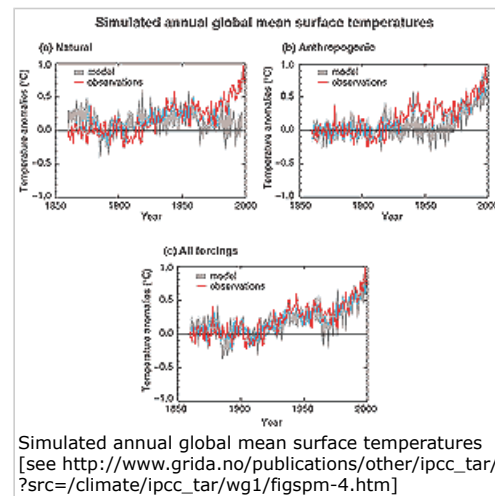 Simulated annual global mean surface temperatures
(a) Natural
(b) Anthropogenic
Temperature anomalies (°C)
1.0
0.5
0.0
−0.5
−1.0
model
observations
1850
1900
1950
2000
Year
Temperature anomalies (°C)
1.0
0.5
0.0
−0.5
−1.0
model
observations
1850
1900
1950
2000
Year
(c) All forcings
Temperature anomalies (°C)
1.0
0.5
0.0
−0.5
−1.0
model
observations
1850
1900
1950
2000
Year
Simulated annual global mean surface temperatures
[see http://www.grida.no/publications/other/ipcc_tar/
?src=/climate/ipcc_tar/wg1/figspm-4.htm]